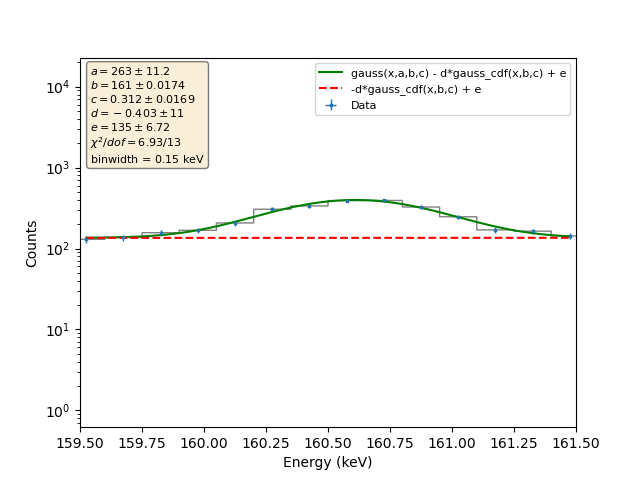 a = 263 ± 11.2
b = 161 ± 0.0174
c = 0.312 ± 0.0169
d = − 0.403 ± 11
e = 135 ± 6.72
χ²/dof = 6.93/13
binwidth = 0.15 keV
gauss(x,a,b,c) - d*gauss_cdf(x,b,c) + e
-d*gauss_cdf(x,b,c) + e
Data
10⁴
10³
10²
10¹
10⁰
Counts
159.50 159.75 160.00 160.25 160.50 160.75 161.00 161.25 161.50
Energy (keV)